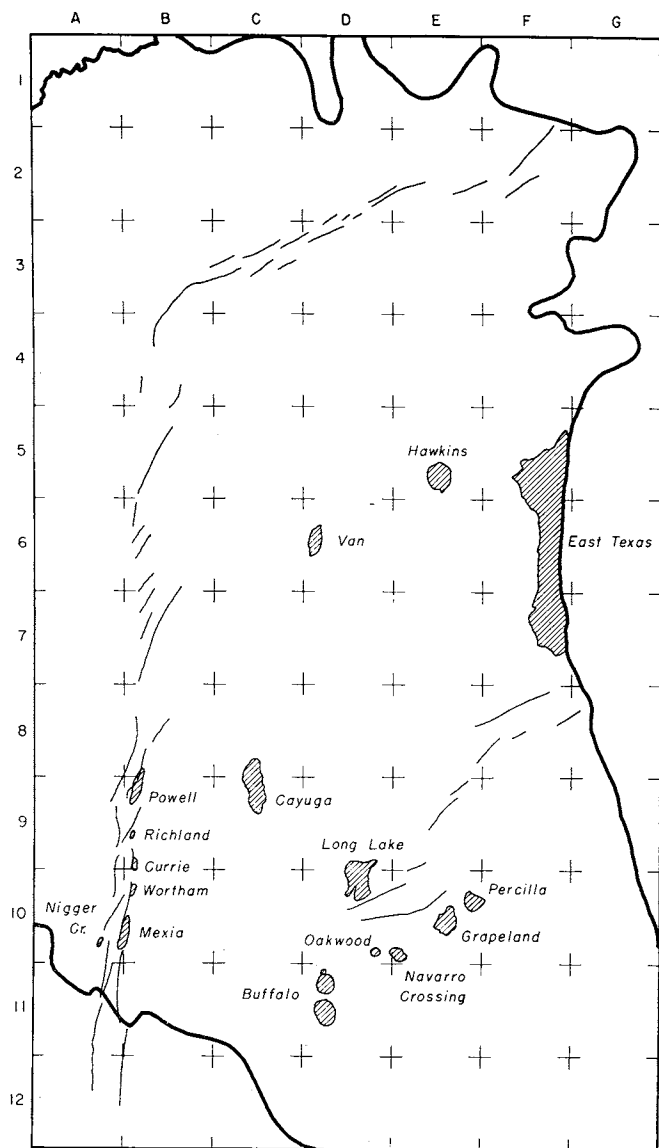 A B C D E F G
1
2
3
4
5
Hawkins
6
Van
East Texas
7
8
Powell
Cayuga
9
Richland
Long Lake
Currie
Wortham
Percilla
10
Nigger
Cr.
Mexia
Grapeland
Oakwood
Navarro
Crossing
Buffalo
11
12